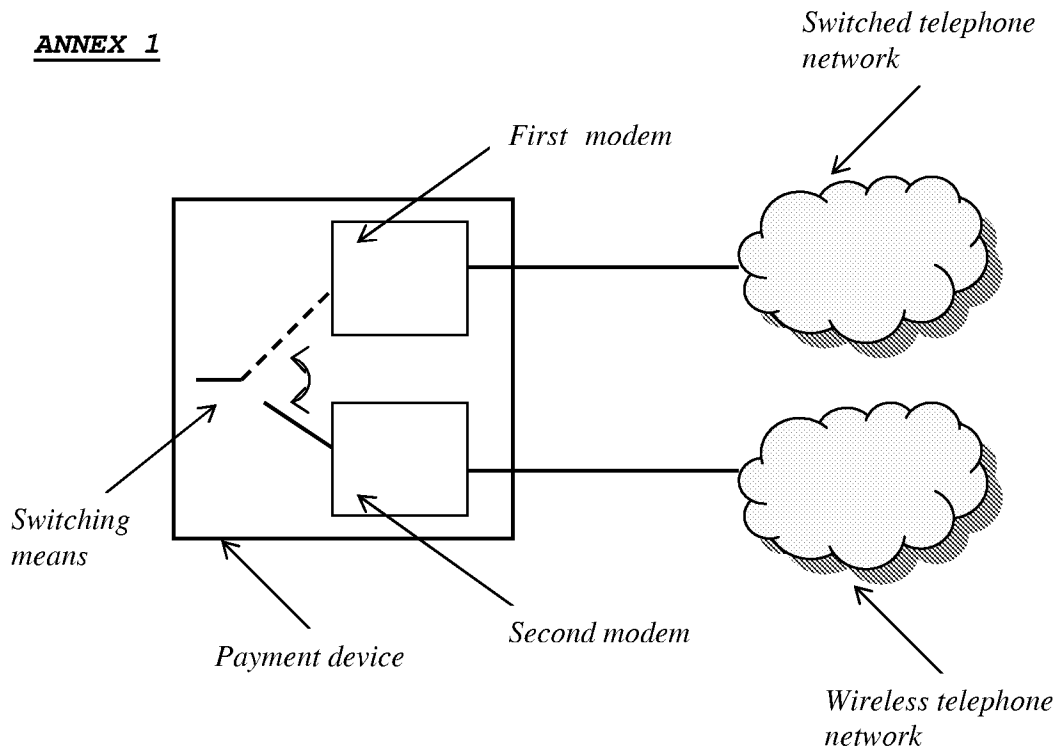 ANNEX 1
Switched telephone
network
First modem
Switching
means
Second modem
Payment device
Wireless telephone
network